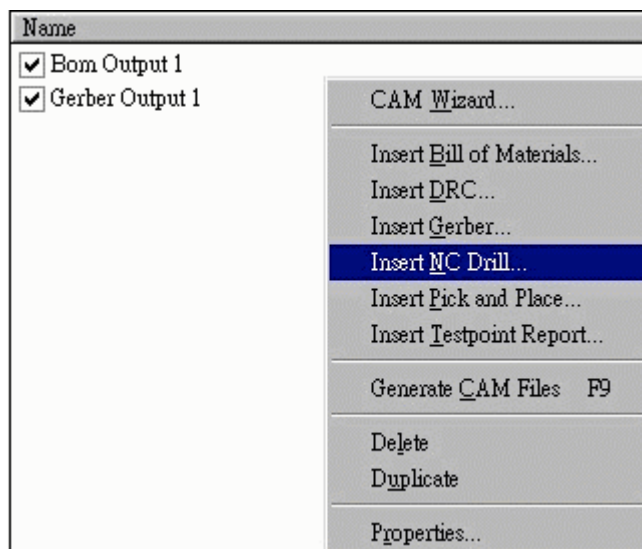 Name
Bom Output 1
Gerber Output 1
CAM Wizard...
Insert Bill of Materials...
Insert DRC...
Insert Gerber...
Insert NC Drill...
Insert Pick and Place...
Insert Testpoint Report...
Generate CAM Files F9
Delete
Duplicate
Properties...